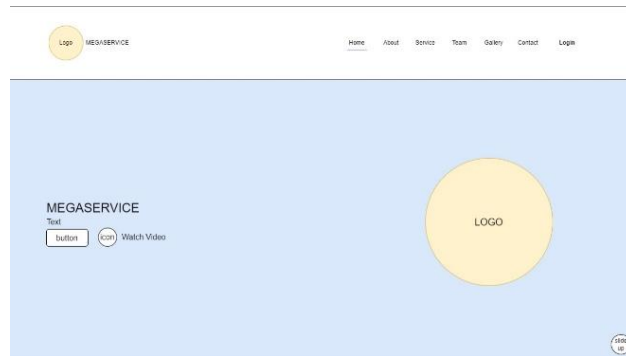 Logo MEGASERVICE
Home About Service Team Gallery Contact Login
MEGASERVICE
Text
button icon Watch Video
LOGO
slide
up